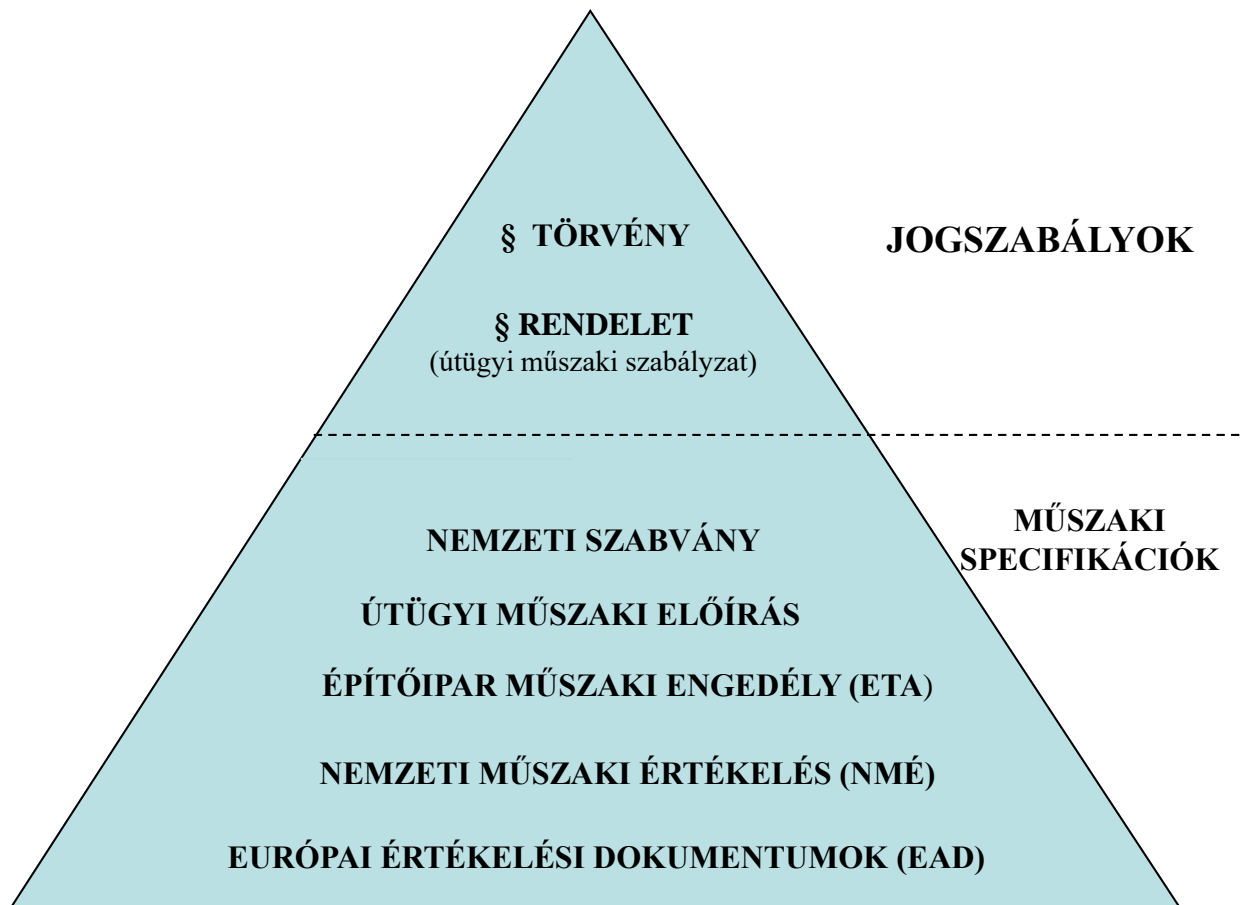 § TÖRVÉNY
JOGSZABÁLYOK
§ RENDELET
(útügyi műszaki szabályzat)
MŰSZAKI
SPECIFIKÁCIÓK
NEMZETI SZABVÁNY
ÚTÜGYI MŰSZAKI ELŐÍRÁS
ÉPÍTŐIPAR MŰSZAKI ENGEDÉLY (ETA)
NEMZETI MŰSZAKI ÉRTÉKELÉS (NMÉ)
EURÓPAI ÉRTÉKELÉSI DOKUMENTUMOK (EAD)